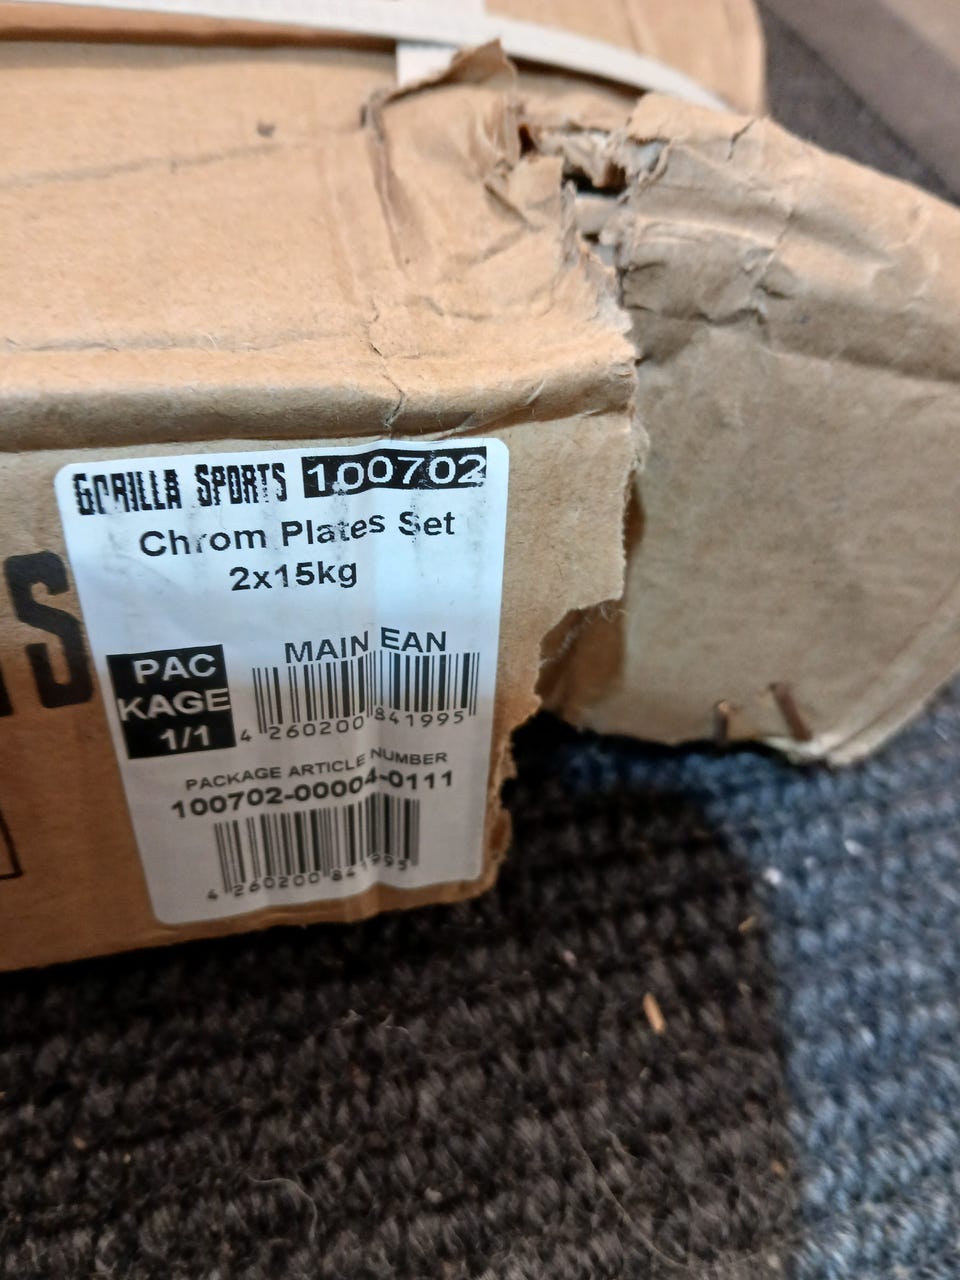 GORILLA SPORTS 100702
Chrom Plates Set
2x15kg
S
PAC
KAGE
1/1
MAIN EAN
4 260200 841995
PACKAGE ARTICLE NUMBER
100702-00004-0111
4 260200 841995